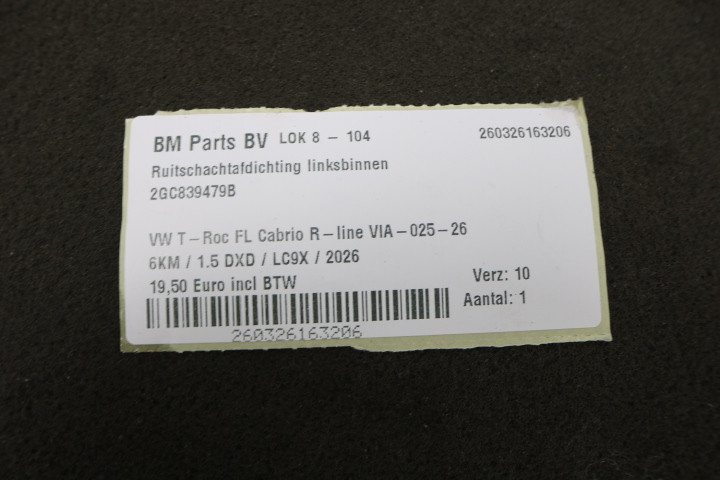 BM Parts BV LOK 8 - 104 260326163206
Ruitschachtafdichting linksbinnen
2GC839479B
VW T-Roc FL Cabrio R-line VIA-025-26
6KM / 1.5 DXD / LC9X / 2026
19,50 Euro incl BTW
Verz: 10
Aantal: 1
260326163206